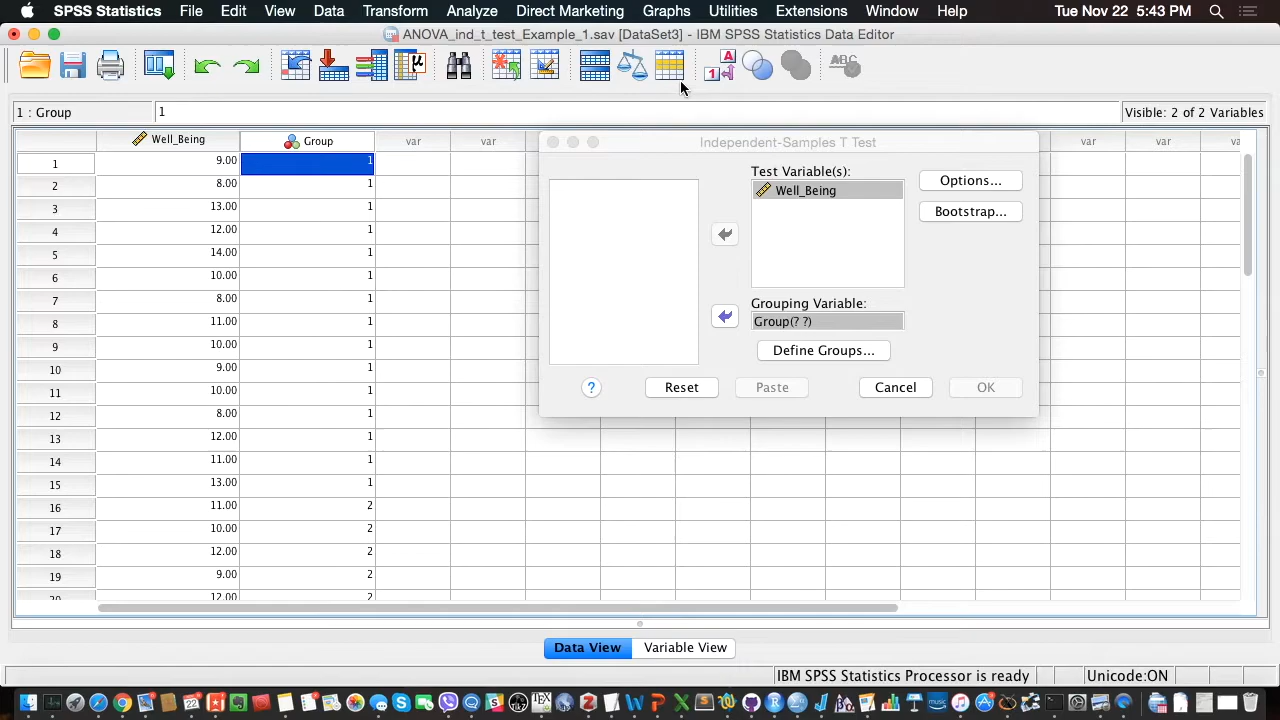 SPSS Statistics File Edit View Data Transform Analyze Direct Marketing Graphs Utilities Extensions Window Help Tue Nov 22 5:43 PM
ANOVA_ind_t_test_Example_1.sav [DataSet3] - IBM SPSS Statistics Data Editor
1 : Group 1 Visible: 2 of 2 Variables
Well_Being Group var var var var va
1 9.00 1
2 8.00 1
3 13.00 1
4 12.00 1
5 14.00 1
6 10.00 1
7 8.00 1
8 11.00 1
9 10.00 1
10 9.00 1
11 10.00 1
12 8.00 1
13 12.00 1
14 11.00 1
15 13.00 1
16 11.00 2
17 10.00 2
18 12.00 2
19 9.00 2
20 12.00 2
Independent-Samples T Test
Test Variable(s):
Well_Being
Options...
Bootstrap...
Grouping Variable:
Group(? ?)
Define Groups...
? Reset Paste Cancel OK
Data View Variable View
IBM SPSS Statistics Processor is ready Unicode:ON